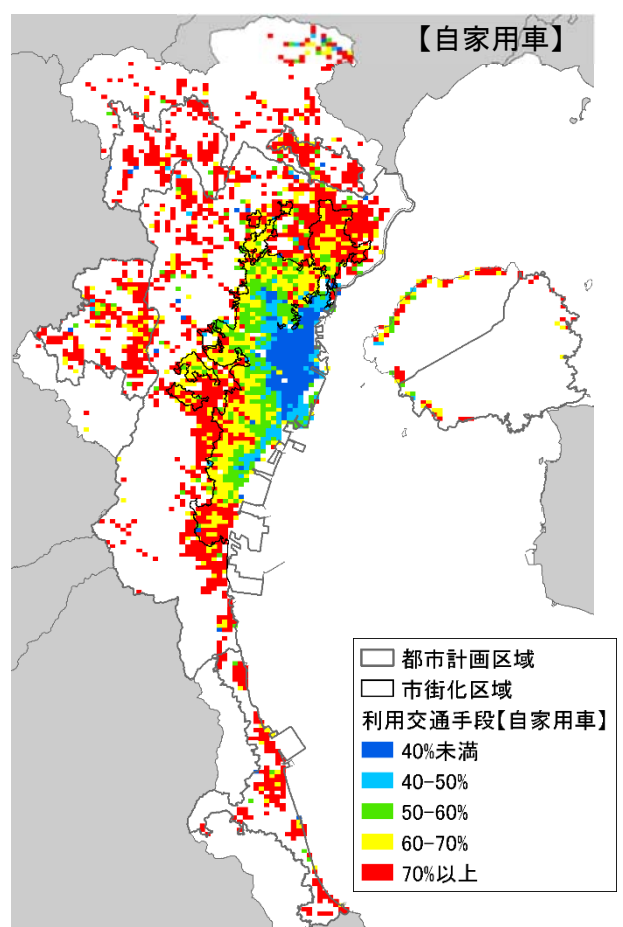 【自家用車】
都市計画区域
市街化区域
利用交通手段【自家用車】
40%未満
40-50%
50-60%
60-70%
70%以上